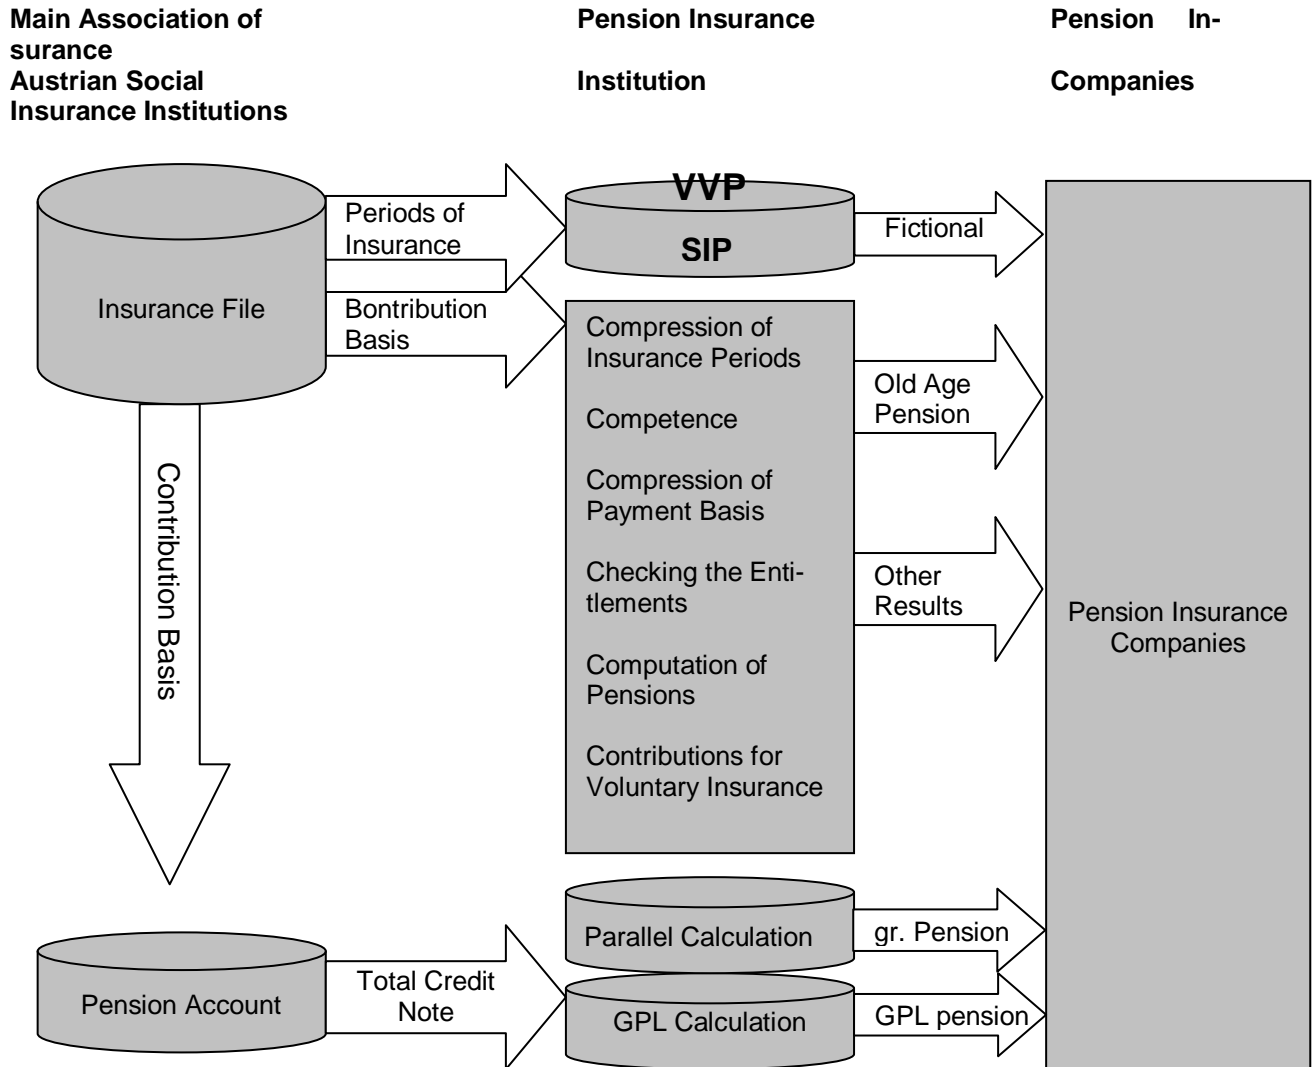 Main Association of Pension Insurance Pension In-
surance
Austrian Social Institution Companies
Insurance Institutions
VVP
SIP
Periods of
Insurance
Fictional
Insurance File
Bontribution
Basis
Compression of
Insurance Periods
Competence
Compression of
Payment Basis
Checking the Enti-
tlements
Computation of
Pensions
Contributions for
Voluntary Insurance
Old Age
Pension
Other
Results
Pension Insurance
Companies
Contribution Basis
Parallel Calculation
gr. Pension
Pension Account
Total Credit
Note
GPL Calculation
GPL pension